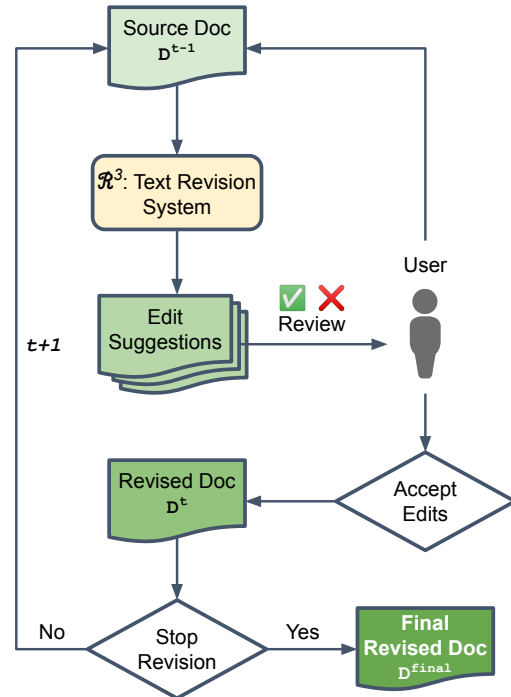 Source Doc
D^t-1
ℛ³: Text Revision
System
User
Edit
Suggestions
Review
t+1
Revised Doc
D^t
Accept
Edits
No
Stop
Revision
Yes
Final
Revised Doc
D^final